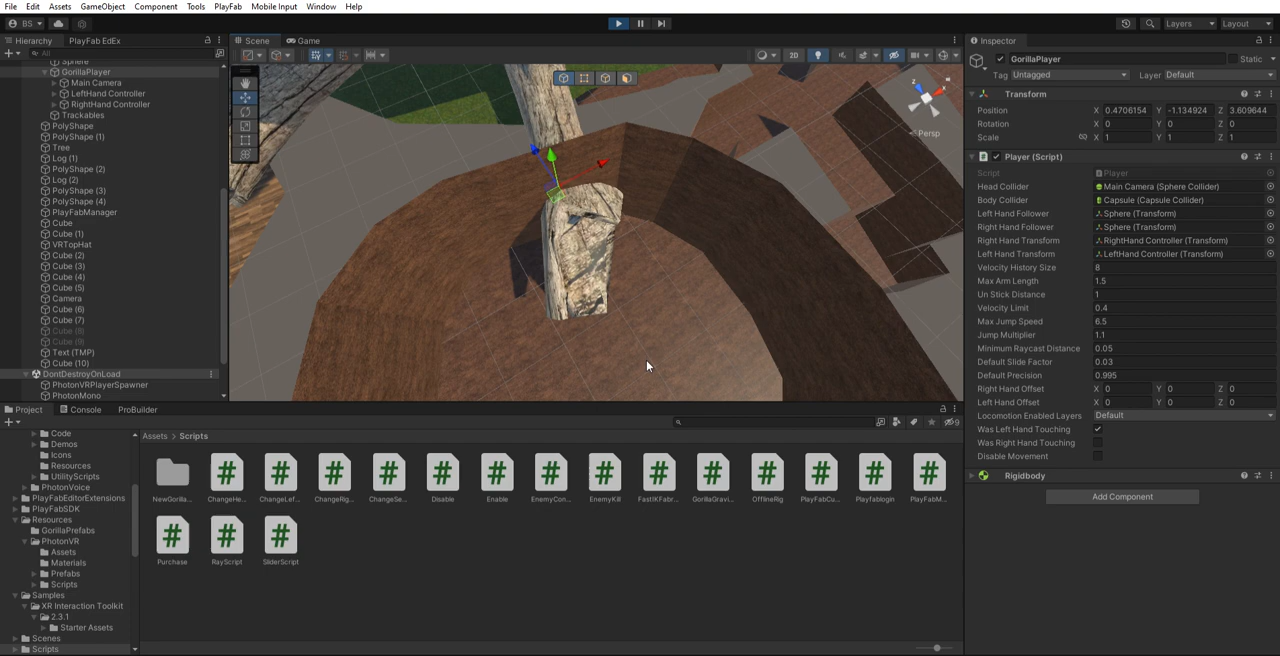 File Edit Assets GameObject Component Tools PlayFab Mobile Input Window Help
BS Layers Layout
Hierarchy PlayFab EdEx
All
Sphere
GorillaPlayer
Main Camera
LeftHand Controller
RightHand Controller
Trackables
PolyShape
PolyShape (1)
Tree
Log (1)
PolyShape (2)
Log (2)
PolyShape (3)
PolyShape (4)
PlayFabManager
Cube
Cube (1)
VRTopHat
Cube (2)
Cube (3)
Cube (4)
Cube (5)
Camera
Cube (6)
Cube (7)
Cube (8)
Cube (9)
Text (TMP)
Cube (10)
DontDestroyOnLoad
PhotonVRPlayerSpawner
PhotonMono
Scene Game
2D
y x z
Persp
Inspector
GorillaPlayer Static
Tag Untagged Layer Default
Transform
Position X 0.4706154 Y -1.134924 Z 3.609644
Rotation X 0 Y 0 Z 0
Scale X 1 Y 1 Z 1
Player (Script)
Script Player
Head Collider Main Camera (Sphere Collider)
Body Collider Capsule (Capsule Collider)
Left Hand Follower Sphere (Transform)
Right Hand Follower Sphere (Transform)
Right Hand Transform RightHand Controller (Transform)
Left Hand Transform LeftHand Controller (Transform)
Velocity History Size 8
Max Arm Length 1.5
Un Stick Distance 1
Velocity Limit 0.4
Max Jump Speed 6.5
Jump Multiplier 1.1
Minimum Raycast Distance 0.05
Default Slide Factor 0.03
Default Precision 0.995
Right Hand Offset X 0 Y 0 Z 0
Left Hand Offset X 0 Y 0 Z 0
Locomotion Enabled Layers Default
Was Left Hand Touching
Was Right Hand Touching
Disable Movement
Rigidbody
Add Component
Project Console ProBuilder
9
Code
Demos
Icons
Resources
UtilityScripts
PhotonVoice
PlayFabEditorExtensions
PlayFabSDK
Resources
GorillaPrefabs
PhotonVR
Assets
Materials
Prefabs
Scripts
Samples
XR Interaction Toolkit
2.3.1
Starter Assets
Scenes
Scripts
Assets > Scripts
NewGorilla... ChangeHe... ChangeLef... ChangeRig... ChangeSe... Disable Enable EnemyCon... EnemyKill FastIKFabr... GorillaGravi... OfflineRig PlayFabCu... Playfablogin PlayFabM...
Purchase RayScript SliderScript